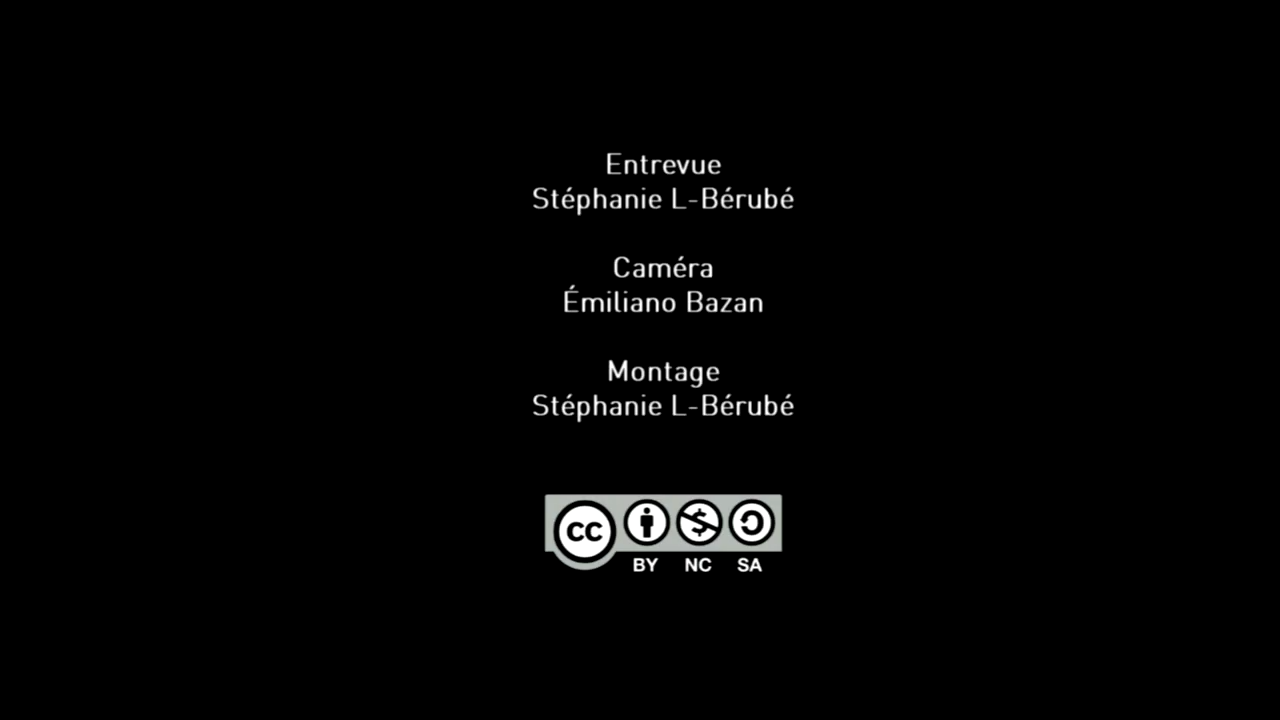 Entrevue
Stéphanie L-Bérubé
Caméra
Émiliano Bazan
Montage
Stéphanie L-Bérubé
CC
BY NC SA